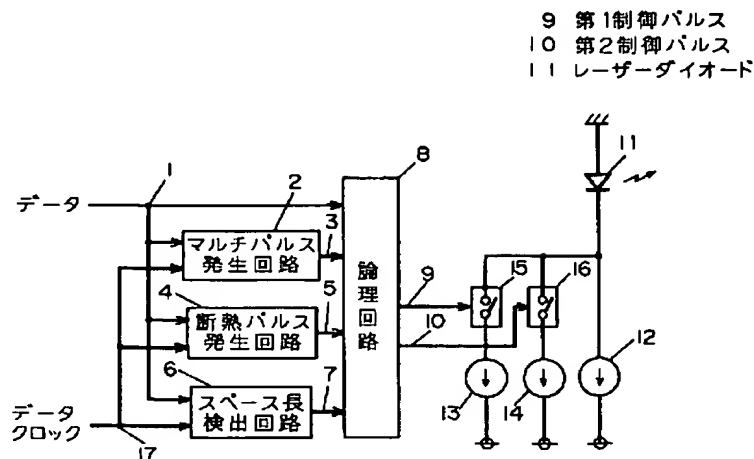 9 第1制御パルス
10 第2制御パルス
11 レーザーダイオード
8
11
1
2
データ
マルチパルス
発生回路
3
4
断熱パルス
発生回路
5
6
スペース長
検出回路
7
論理回路
9
10
15
16
12
13
14
データ
クロック
17